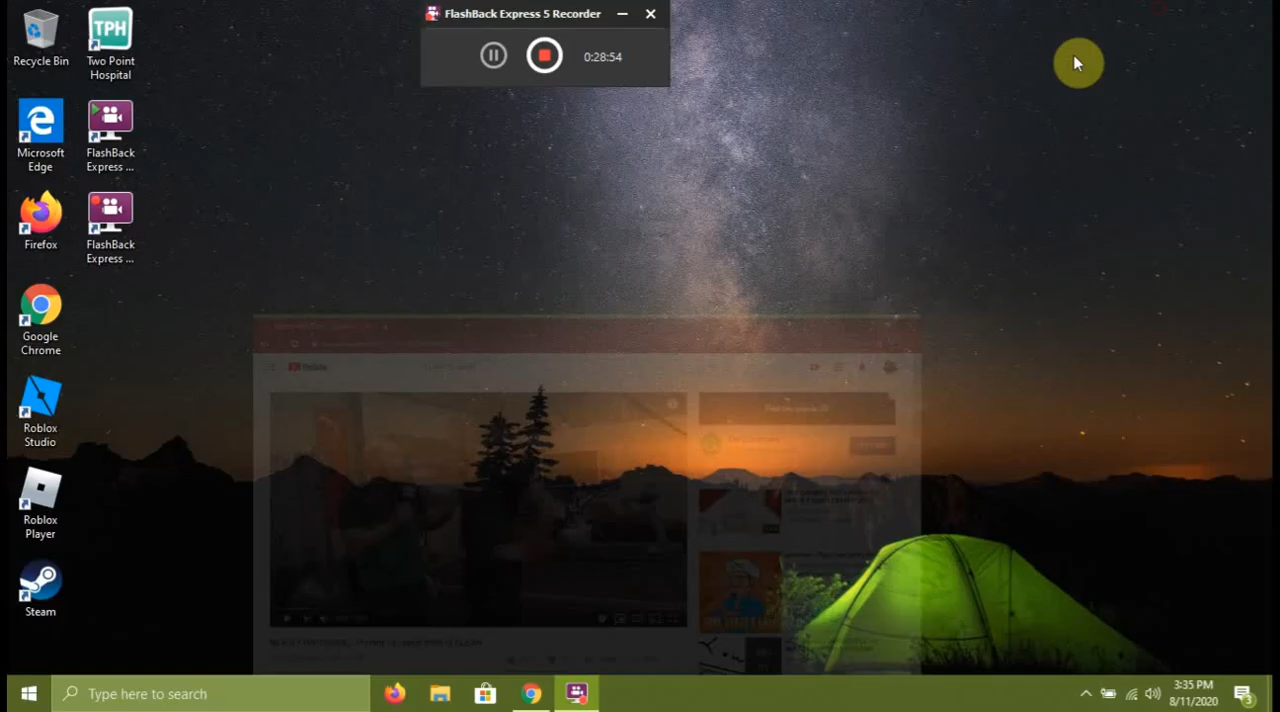 FlashBack Express 5 Recorder
0:28:54
Recycle Bin
TPH
Two Point
Hospital
Microsoft
Edge
FlashBack
Express ...
Firefox
FlashBack
Express ...
Google
Chrome
Roblox
Studio
Roblox
Player
Steam
Type here to search
3:35 PM
8/11/2020
3